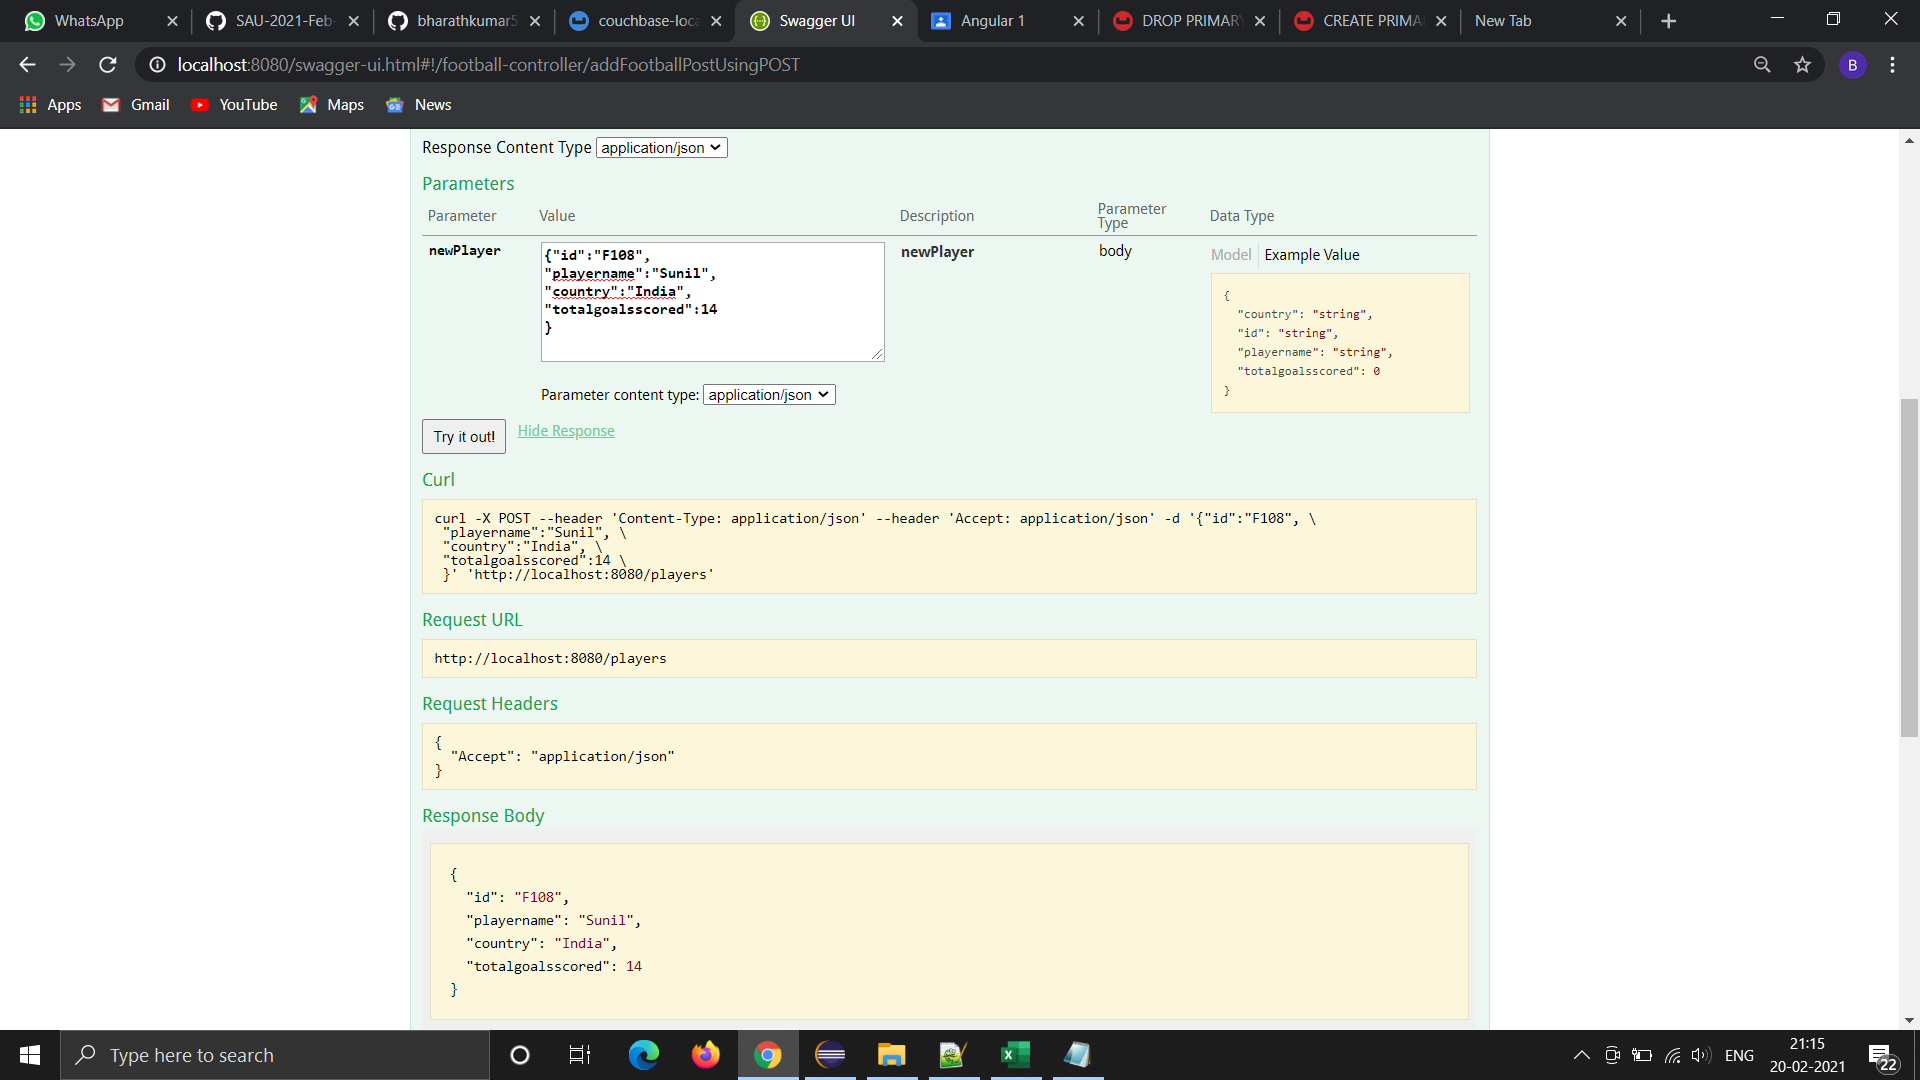 WhatsApp
SAU-2021-Feb-
bharathkumar5
couchbase-loca
Swagger UI
Angular 1
DROP PRIMARY
CREATE PRIMA
New Tab
localhost:8080/swagger-ui.html#!/football-controller/addFootballPostUsingPOST
B
Apps
Gmail
YouTube
Maps
News
Response Content Type application/json
Parameters
Parameter Value Description Parameter Type Data Type
newPlayer
{"id":"F108",
"playername":"Sunil",
"country":"India",
"totalgoalsscored":14
}
newPlayer
body
Model Example Value
{
"country": "string",
"id": "string",
"playername": "string",
"totalgoalsscored": 0
}
Parameter content type: application/json
Try it out! Hide Response
Curl
curl -X POST --header 'Content-Type: application/json' --header 'Accept: application/json' -d '{"id":"F108", \
"playername":"Sunil", \
"country":"India", \
"totalgoalsscored":14 \
}' 'http://localhost:8080/players'
Request URL
http://localhost:8080/players
Request Headers
{
"Accept": "application/json"
}
Response Body
{
"id": "F108",
"playername": "Sunil",
"country": "India",
"totalgoalsscored": 14
}
Type here to search
ENG
21:15
20-02-2021
22